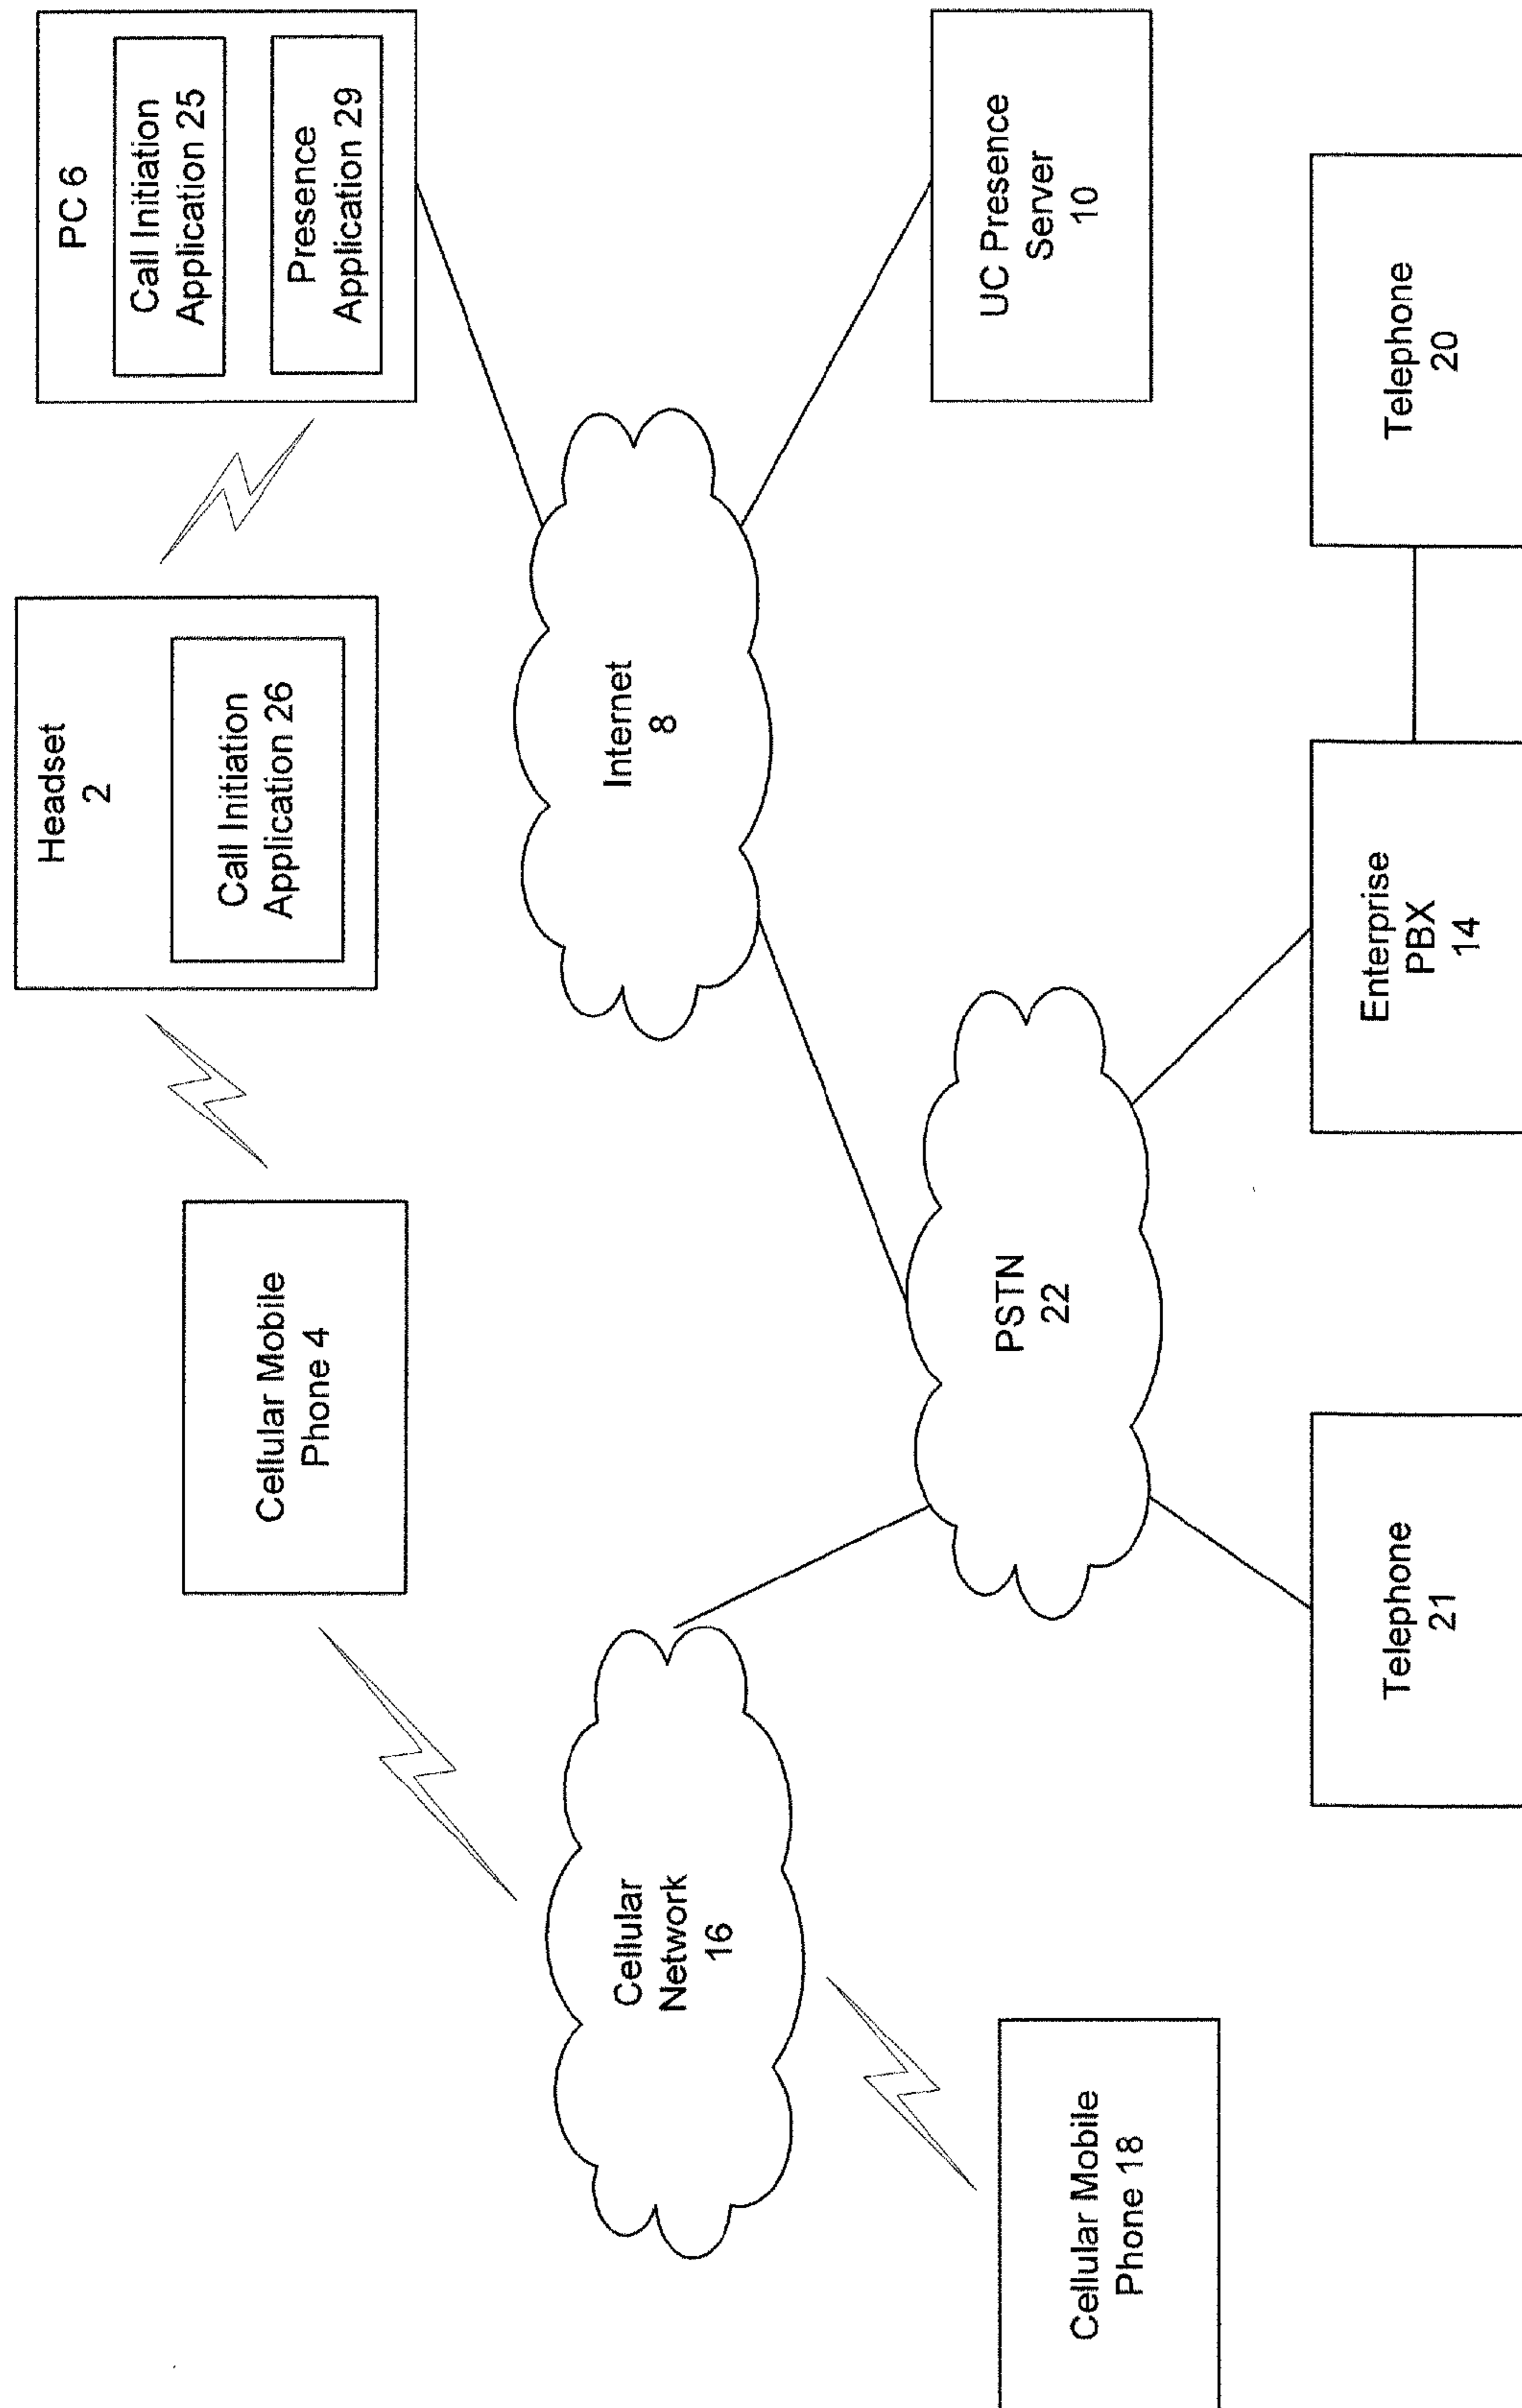 Cellular Mobile
Phone 4
Headset
2
Call Initiation
Application 26
PC 6
Call Initiation
Application 25
Presence
Application 29
Cellular
Network
16
Internet
8
Cellular Mobile
Phone 18
PSTN
22
UC Presence
Server
10
Telephone
21
Enterprise
PBX
14
Telephone
20